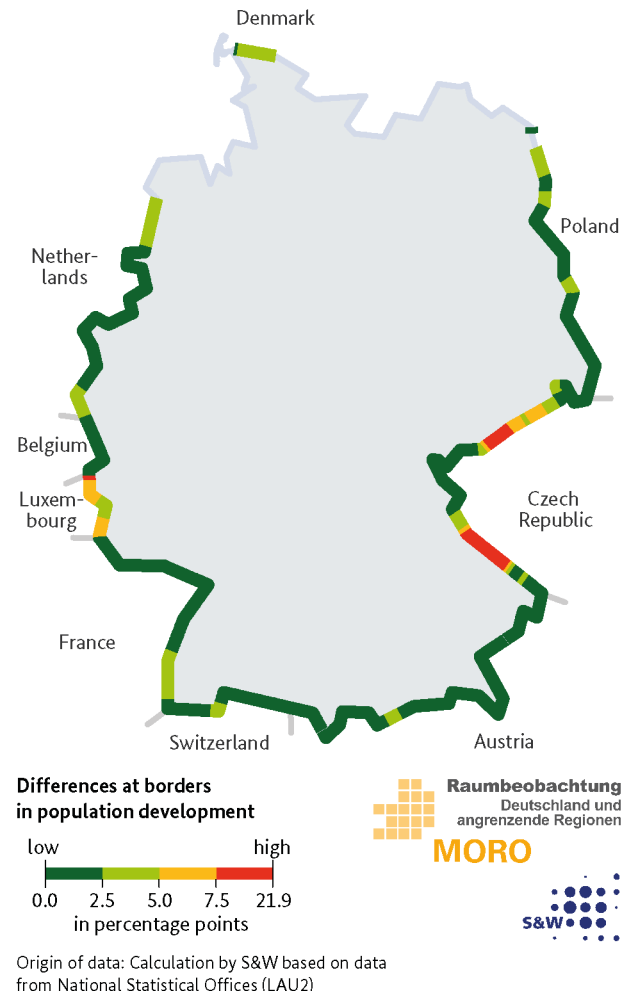 Denmark
Poland
Nether-
lands
Belgium
Luxem-
bourg
Czech
Republic
France
Switzerland
Austria
Differences at borders
in population development
low high
0.0 2.5 5.0 7.5 21.9
in percentage points
Raumbeobachtung
Deutschland und
angrenzende Regionen
MORO
S&W
Origin of data: Calculation by S&W based on data
from National Statistical Offices (LAU2)